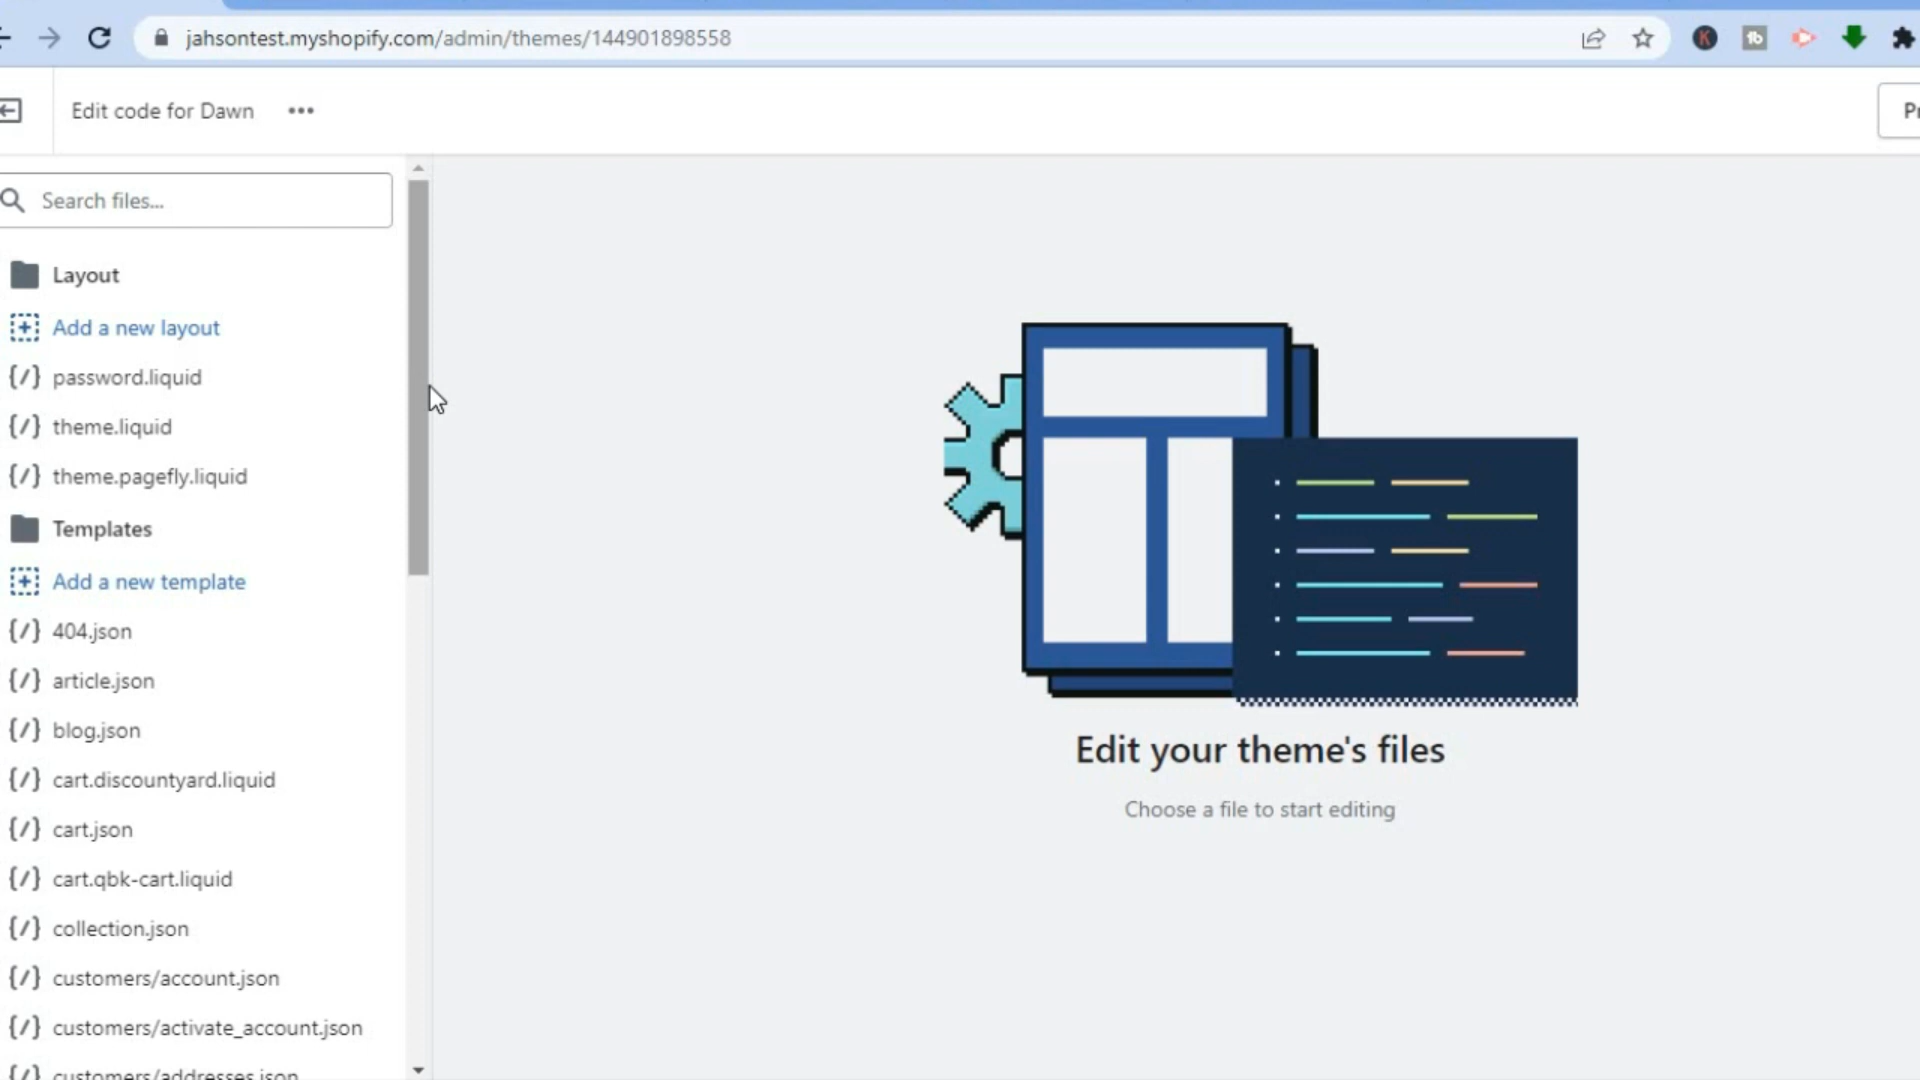 jahsontest.myshopify.com/admin/themes/144901898558
Edit code for Dawn
Search files...
Layout
Add a new layout
password.liquid
theme.liquid
theme.pagefly.liquid
Templates
Add a new template
404.json
article.json
blog.json
cart.discountyard.liquid
cart.json
cart.qbk-cart.liquid
collection.json
customers/account.json
customers/activate_account.json
customers/addresses.json
Edit your theme's files
Choose a file to start editing